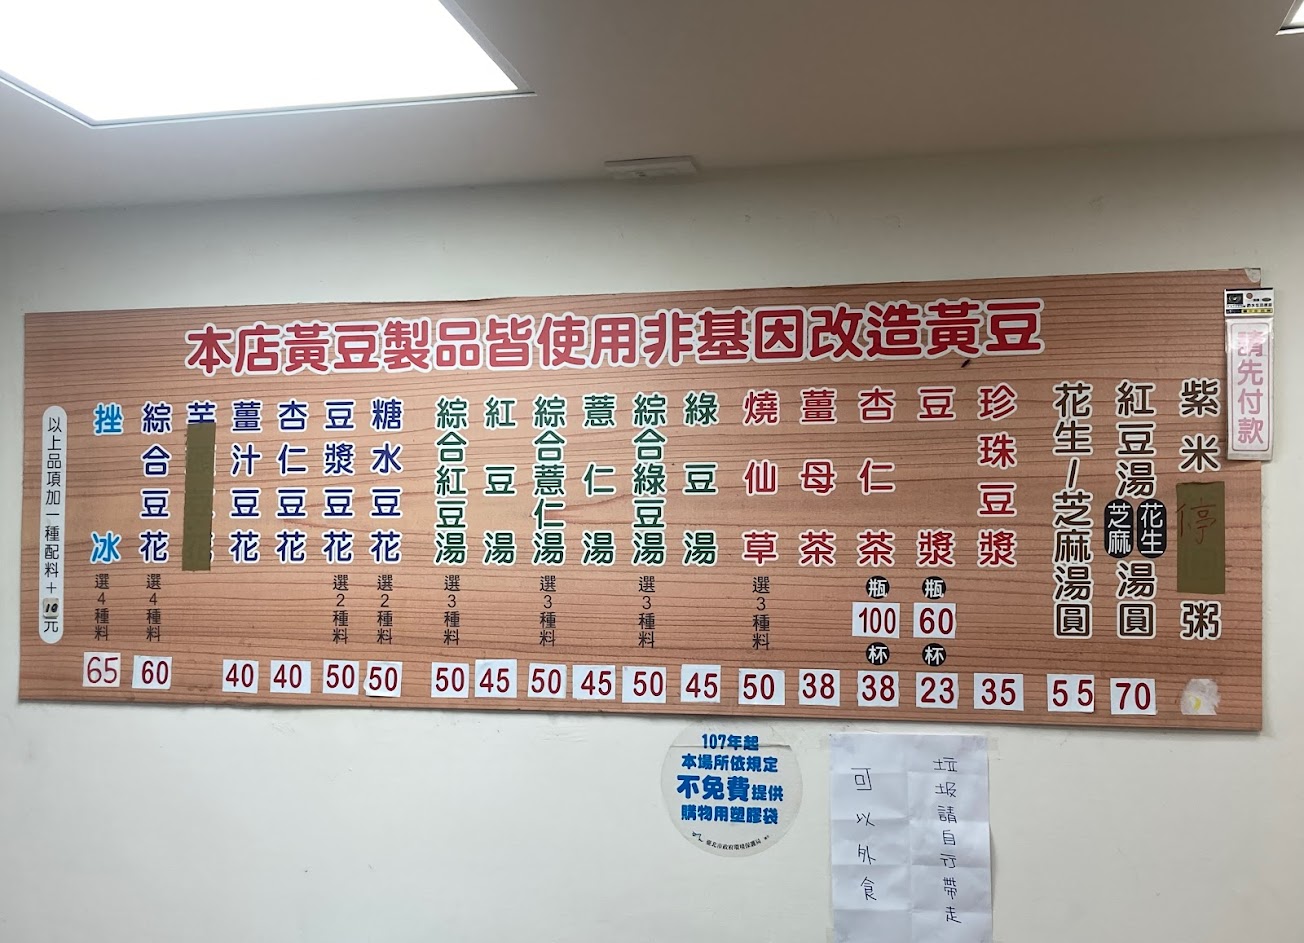 本店黃豆製品皆使用非基因改造黃豆
請先付款
紫米 停 粥
紅豆湯 花生 芝麻 湯圓 70
花生/芝麻湯圓 55
珍珠豆漿 35
豆漿 瓶 60 杯 23
杏仁茶 瓶 100 杯 38
薑母茶 38
燒仙草 選3種料 50
綠豆湯 45
綜合綠豆湯 選3種料 50
薏仁湯 45
綜合薏仁湯 選3種料 50
紅豆湯 45
綜合紅豆湯 選3種料 50
糖水豆花 選2種料 50
豆漿豆花 選2種料 50
杏仁豆花 40
薑汁豆花 40
綜合豆花 選4種料 60
挫冰 選4種料 65
以上品項加一種配料+10元
107年起
本場所依規定
不免費提供
購物用塑膠袋
臺北市政府環境保護局
垃圾請自行帶走
可以外食